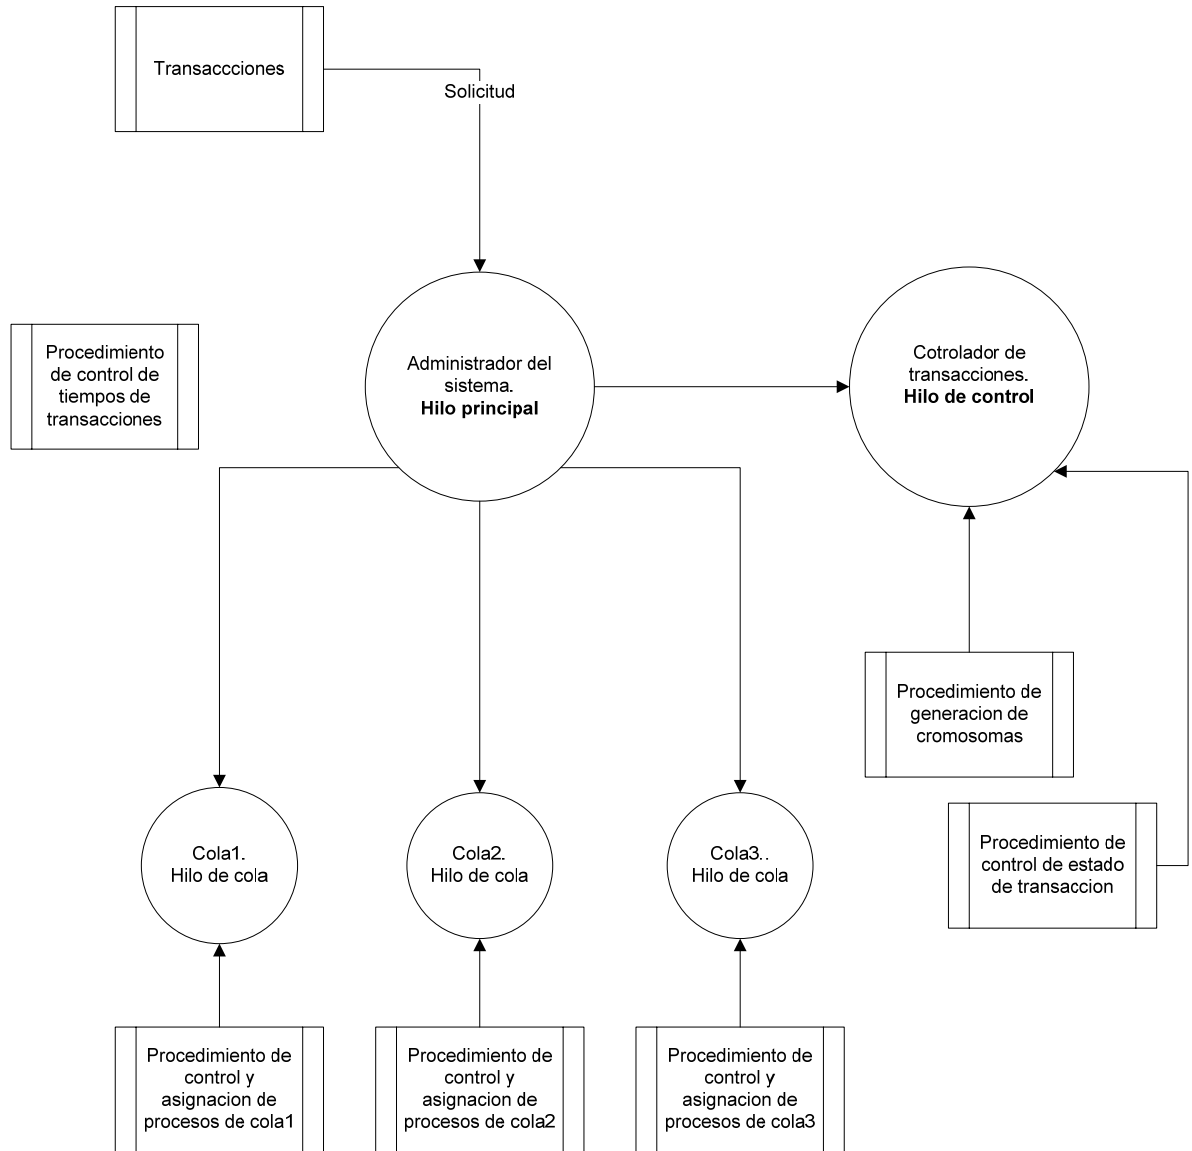 Transaccciones
Solicitud
Procedimiento
de control de
tiempos de
transacciones
Administrador del
sistema.
Hilo principal
Cotrolador de
transacciones.
Hilo de control
Procedimiento de
generacion de
cromosomas
Procedimiento de
control de estado
de transaccion
Cola1.
Hilo de cola
Cola2.
Hilo de cola
Cola3..
Hilo de cola
Procedimiento de
control y
asignacion de
procesos de cola1
Procedimiento de
control y
asignacion de
procesos de cola2
Procedimiento de
control y
asignacion de
procesos de cola3